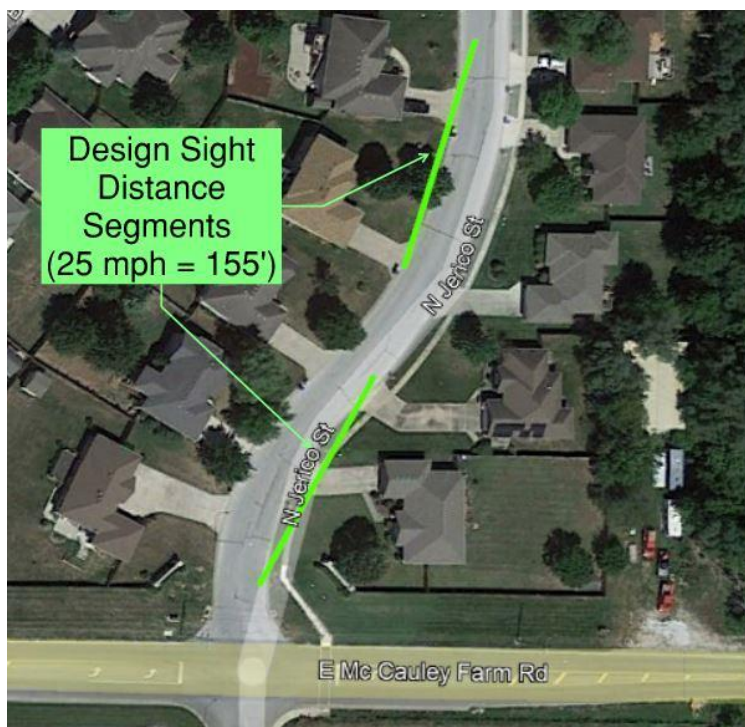 Design Sight
Distance
Segments
(25 mph = 155')
N Jerico St
N Jerico St
E Mc Cauley Farm Rd